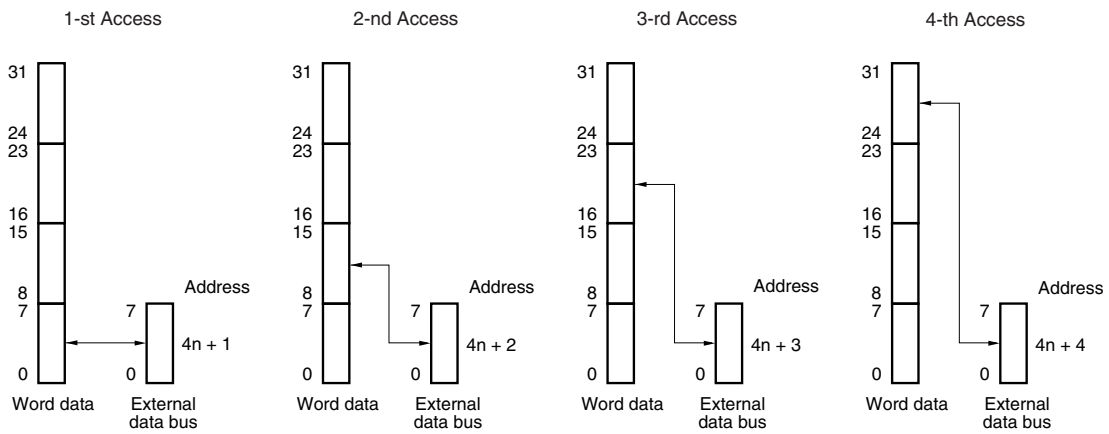 1-st Access
31
24
23
16
15
8
7
0
Address
7
4n + 1
0
Word data
External
data bus
2-nd Access
31
24
23
16
15
8
7
0
Address
7
4n + 2
0
Word data
External
data bus
3-rd Access
31
24
23
16
15
8
7
0
Address
7
4n + 3
0
Word data
External
data bus
4-th Access
31
24
23
16
15
8
7
0
Address
7
4n + 4
0
Word data
External
data bus